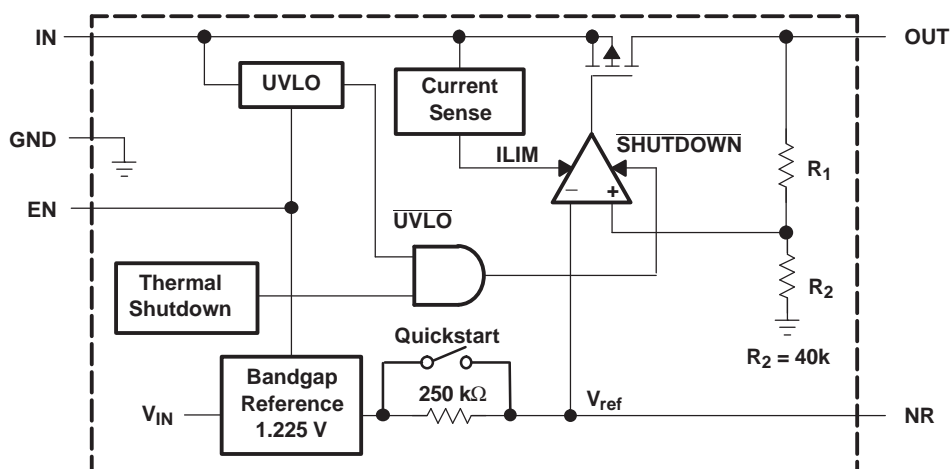 IN
OUT
UVLO
Current
Sense
GND
ILIM
SHUTDOWN
R1
EN
− +
UVLO
Thermal
Shutdown
R2
Quickstart
R2 = 40k
Bandgap
Reference
1.225 V
250 kΩ
VIN
Vref
NR